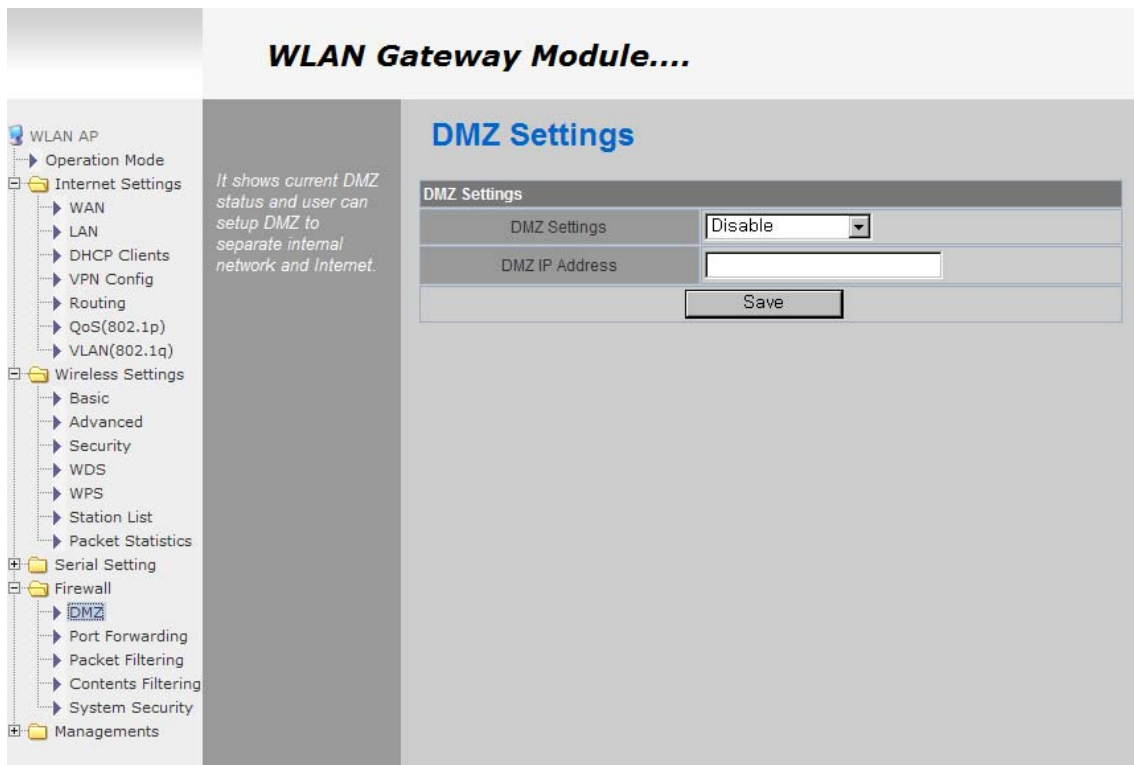 WLAN Gateway Module....
WLAN AP
Operation Mode
Internet Settings
WAN
LAN
DHCP Clients
VPN Config
Routing
QoS(802.1p)
VLAN(802.1q)
Wireless Settings
Basic
Advanced
Security
WDS
WPS
Station List
Packet Statistics
Serial Setting
Firewall
DMZ
Port Forwarding
Packet Filtering
Contents Filtering
System Security
Managements
It shows current DMZ
status and user can
setup DMZ to
separate internal
network and Internet.
DMZ Settings
DMZ Settings
DMZ Settings
Disable
DMZ IP Address
Save